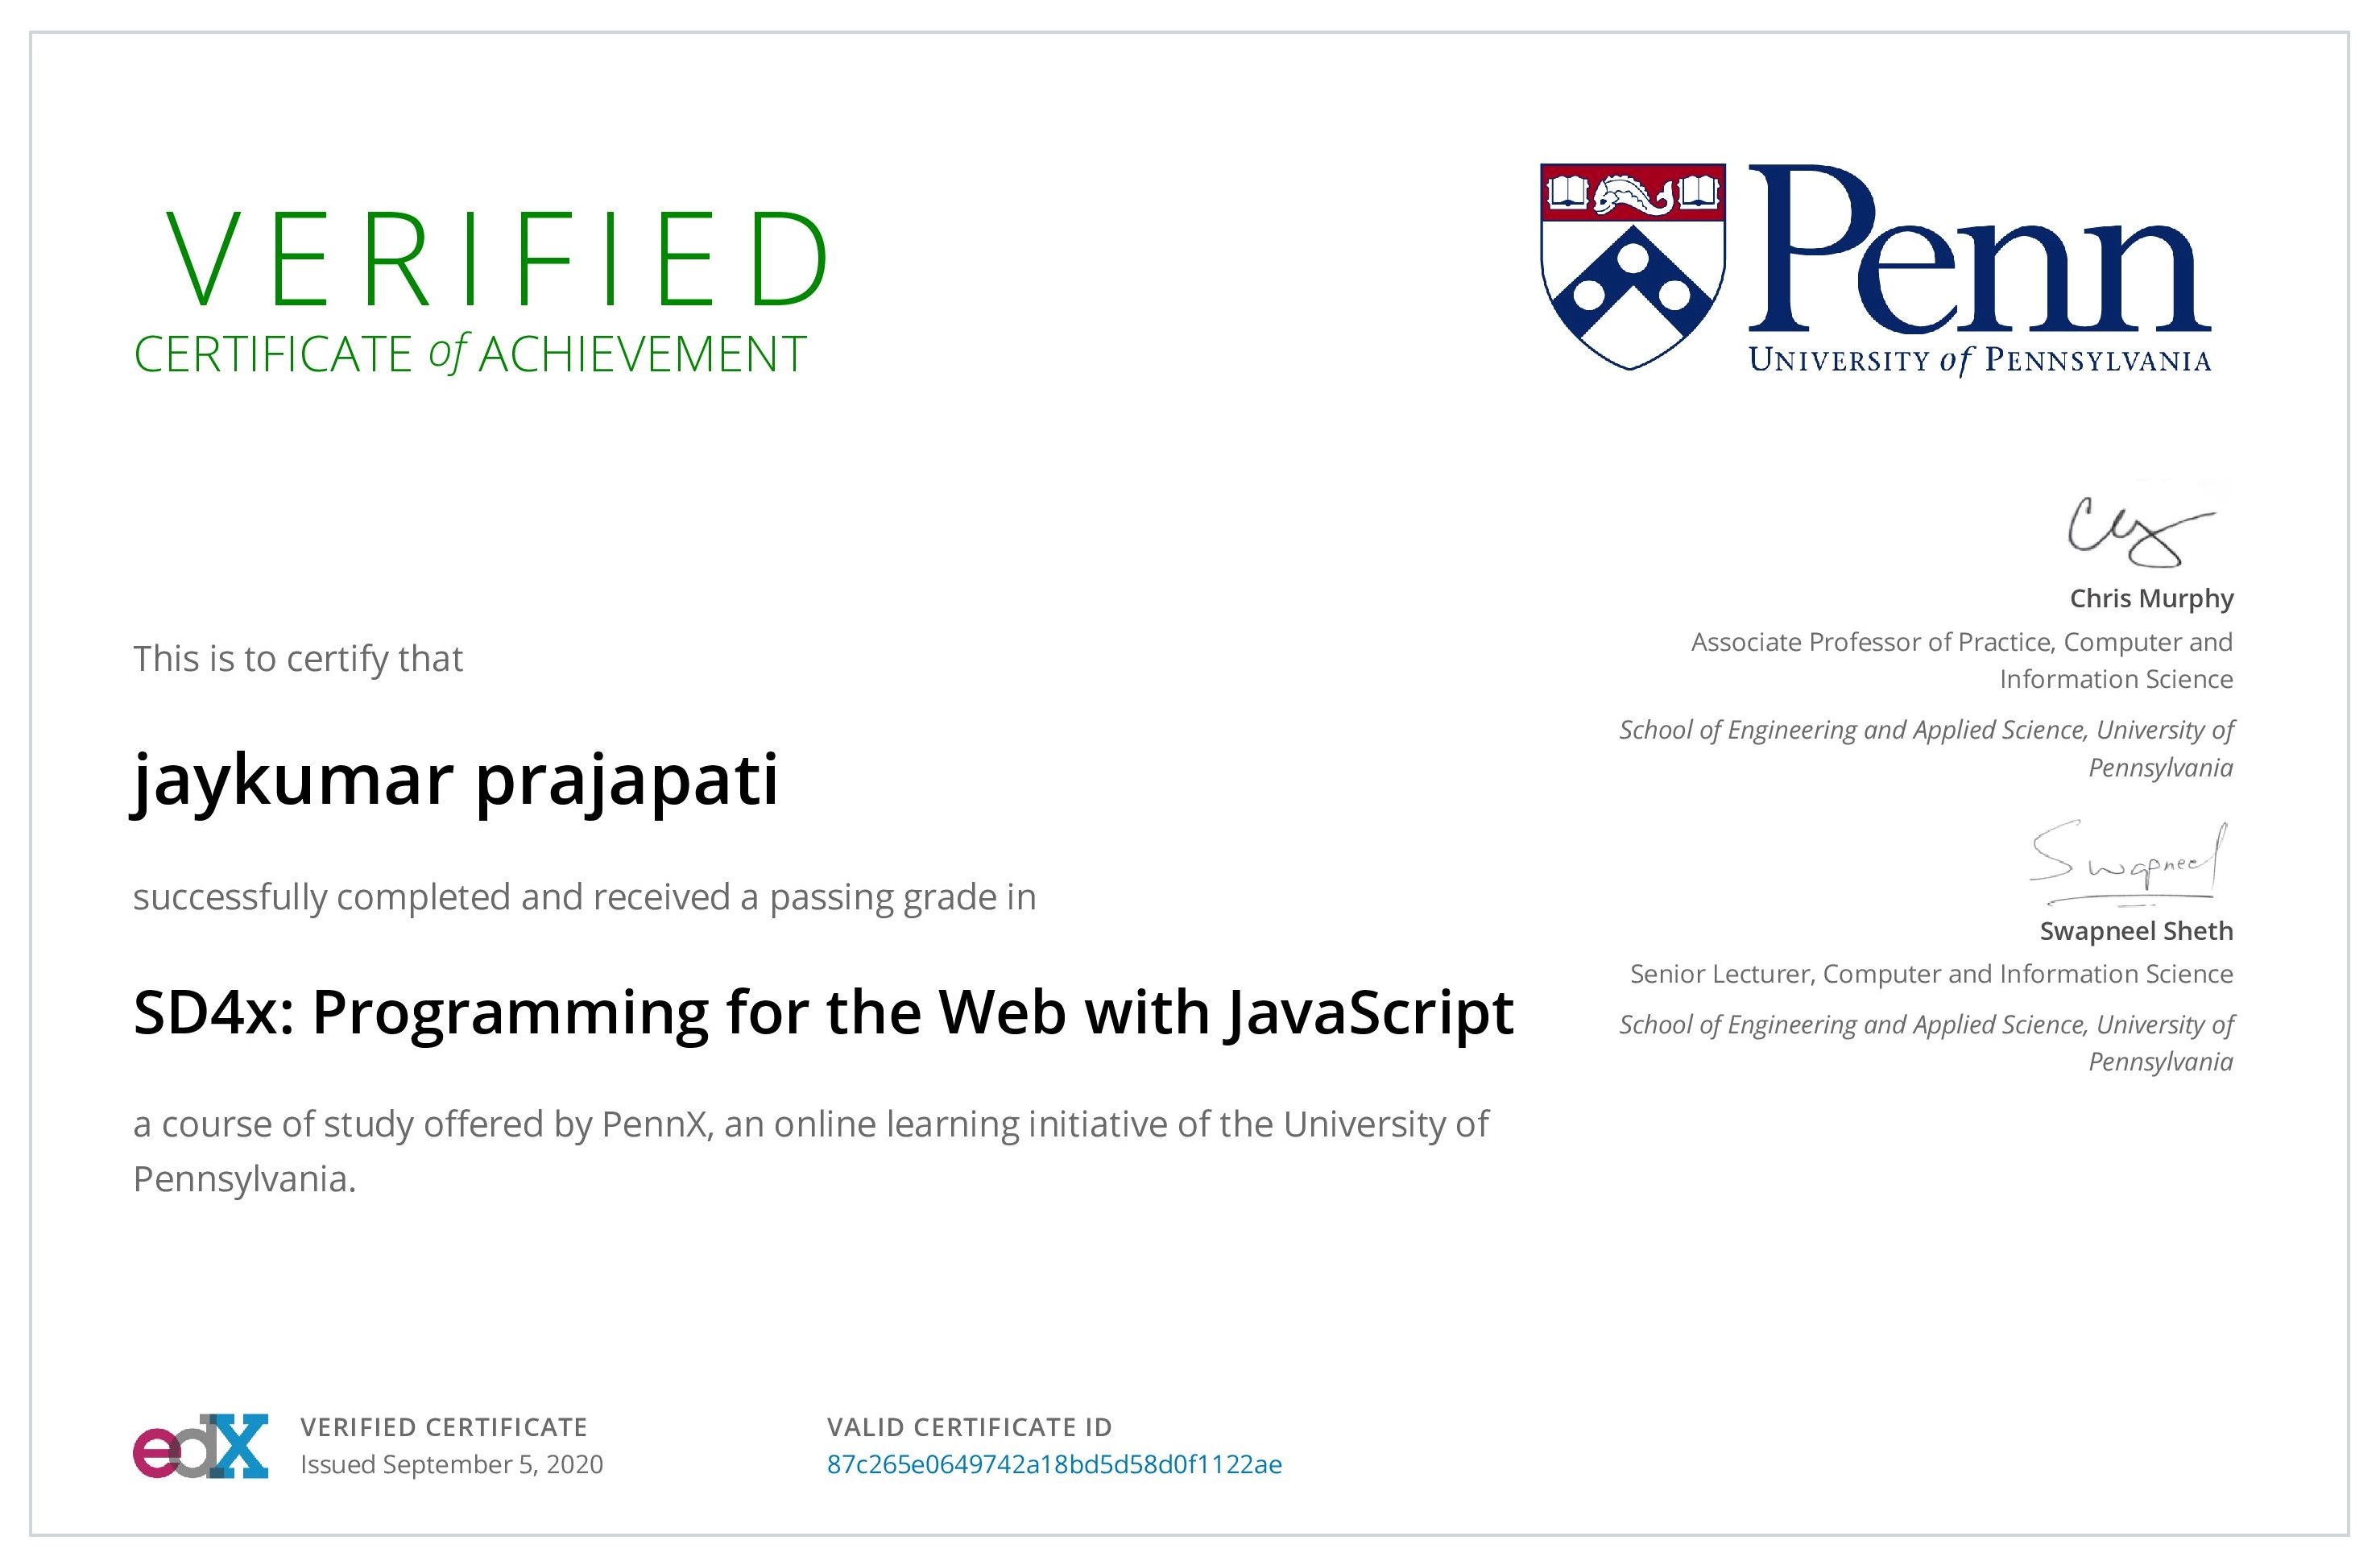 VERIFIED
CERTIFICATE of ACHIEVEMENT
Penn
UNIVERSITY of PENNSYLVANIA
This is to certify that
jaykumar prajapati
successfully completed and received a passing grade in
SD4x: Programming for the Web with JavaScript
a course of study offered by PennX, an online learning initiative of the University of
Pennsylvania.
Chris Murphy
Associate Professor of Practice, Computer and
Information Science
School of Engineering and Applied Science, University of
Pennsylvania
Swapneel
Swapneel Sheth
Senior Lecturer, Computer and Information Science
School of Engineering and Applied Science, University of
Pennsylvania
edX
VERIFIED CERTIFICATE
Issued September 5, 2020
VALID CERTIFICATE ID
87c265e0649742a18bd5d58d0f1122ae